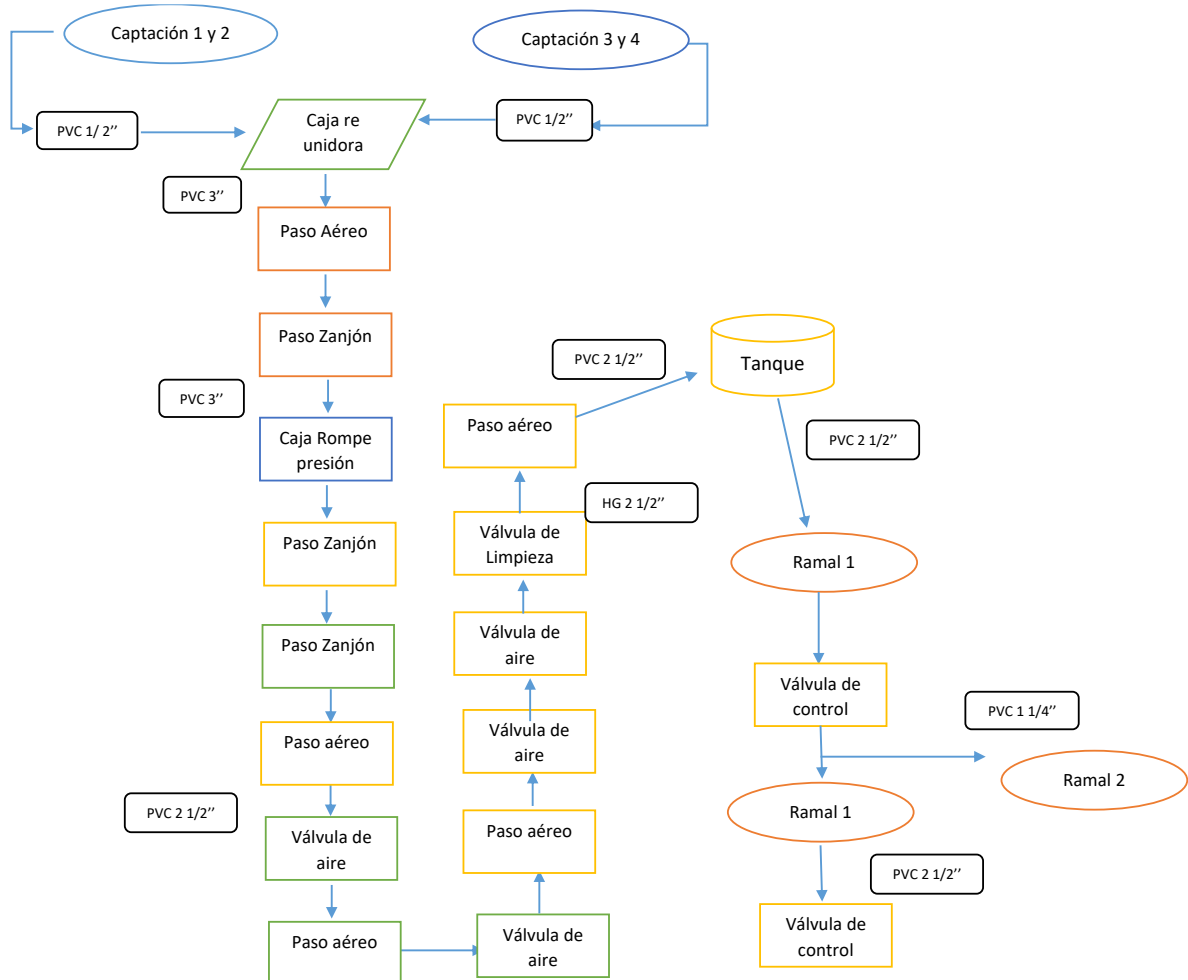 Captación 1 y 2
Captación 3 y 4
PVC 1/ 2’’
Caja re
unidora
PVC 1/2’’
PVC 3’’
Paso Aéreo
Paso Zanjón
PVC 3’’
Caja Rompe
presión
Paso Zanjón
Paso Zanjón
Paso aéreo
PVC 2 1/2’’
Válvula de
aire
Paso aéreo
Válvula de
aire
Paso aéreo
Válvula de
aire
Válvula de
aire
Válvula de
Limpieza
HG 2 1/2’’
Paso aéreo
PVC 2 1/2’’
Tanque
PVC 2 1/2’’
Ramal 1
Válvula de
control
PVC 1 1/4’’
Ramal 2
Ramal 1
PVC 2 1/2’’
Válvula de
control